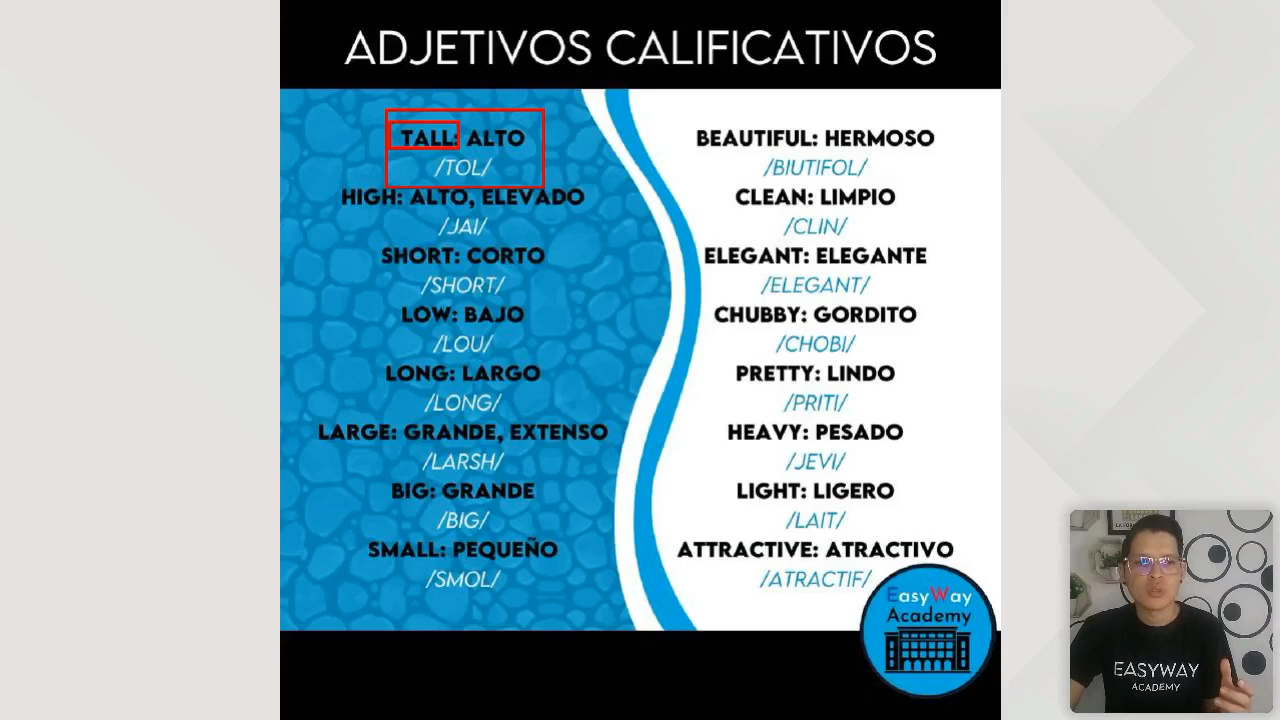 ADJETIVOS CALIFICATIVOS
TALL: ALTO
/TOL/
HIGH: ALTO, ELEVADO
/JAI/
SHORT: CORTO
/SHORT/
LOW: BAJO
/LOU/
LONG: LARGO
/LONG/
LARGE: GRANDE, EXTENSO
/LARSH/
BIG: GRANDE
/BIG/
SMALL: PEQUEÑO
/SMOL/
BEAUTIFUL: HERMOSO
/BIUTIFOL/
CLEAN: LIMPIO
/CLIN/
ELEGANT: ELEGANTE
/ELEGANT/
CHUBBY: GORDITO
/CHOBI/
PRETTY: LINDO
/PRITI/
HEAVY: PESADO
/JEVI/
LIGHT: LIGERO
/LAIT/
ATTRACTIVE: ATRACTIVO
/ATRACTIF/
EasyWay
Academy
EASYWAY
ACADEMY